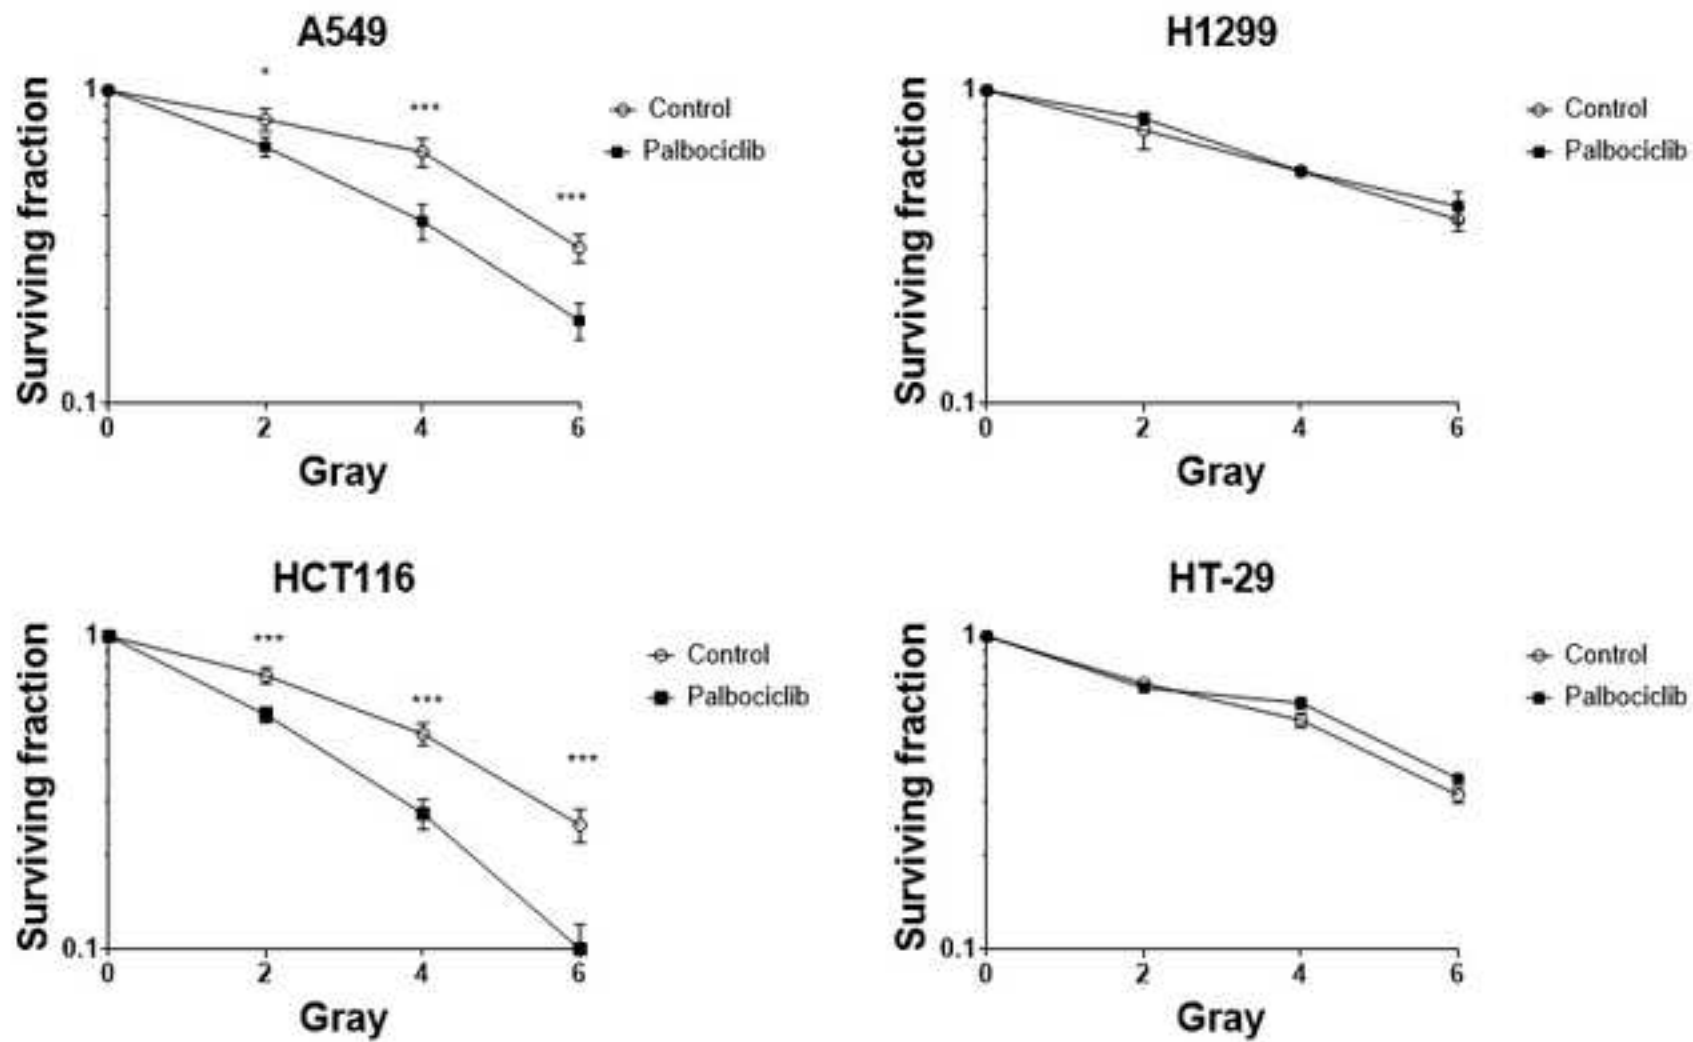 A549
Surviving fraction
1
0.1
0 2 4 6
Gray
*
***
***
Control
Palbociclib
H1299
Surviving fraction
1
0.1
0 2 4 6
Gray
Control
Palbociclib
HCT116
Surviving fraction
1
0.1
0 2 4 6
Gray
***
***
***
Control
Palbociclib
HT-29
Surviving fraction
1
0.1
0 2 4 6
Gray
Control
Palbociclib